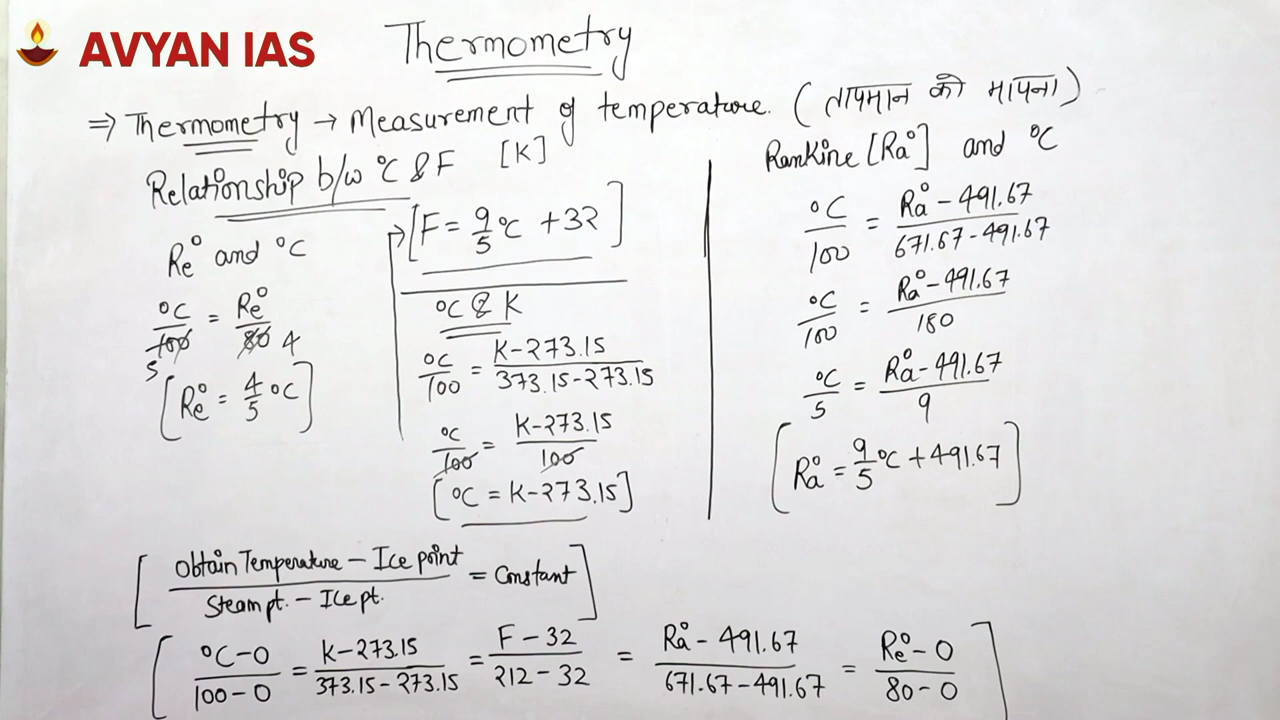 AVYAN IAS
Thermometry
⇒ Thermometry → Measurement of temperature. (तापमान को मापना)
Relationship b/w °C & F [K]
Re° and °C
°C/100 = Re°/80
5 4
[Re° = 4/5 °C]
[F = 9/5 °C + 32]
°C & K
°C/100 = K-273.15/373.15-273.15
°C/100 = K-273.15/100
[°C = K-273.15]
Rankine [Ra°] and °C
°C/100 = Ra° - 491.67/671.67-491.67
°C/100 = Ra°-491.67/180
°C/5 = Ra°-491.67/9
[Ra° = 9/5 °C + 491.67]
[Obtain Temperature - Ice point/Steam pt. - Ice pt. = Constant]
[°C-0/100-0 = K-273.15/373.15-273.15 = F-32/212-32 = Ra°-491.67/671.67-491.67 = Re°-0/80-0]